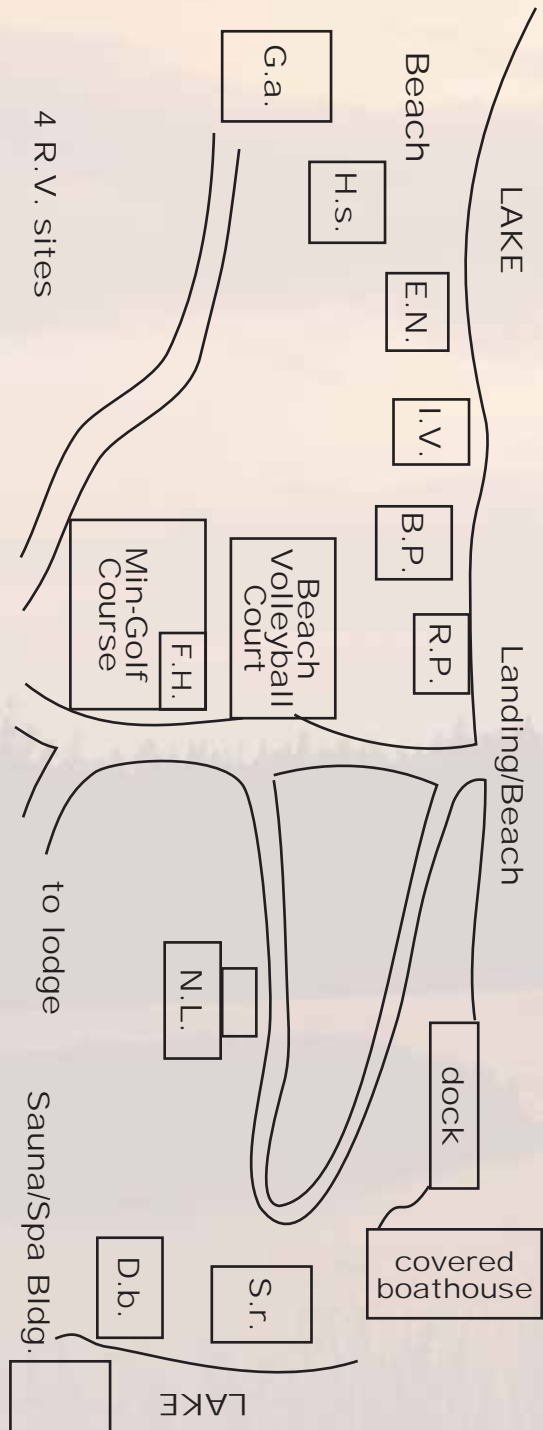 LAKE
Landing/Beach
Beach
G.a.
H.s.
E.N.
I.V.
B.P.
R.P.
dock
covered
boathouse
Beach
Volleyball
Court
Min-Golf
Course
F.H.
N.L.
S.r.
D.b.
LAKE
4 R.V. sites
to lodge
Sauna/Spa Bldg.